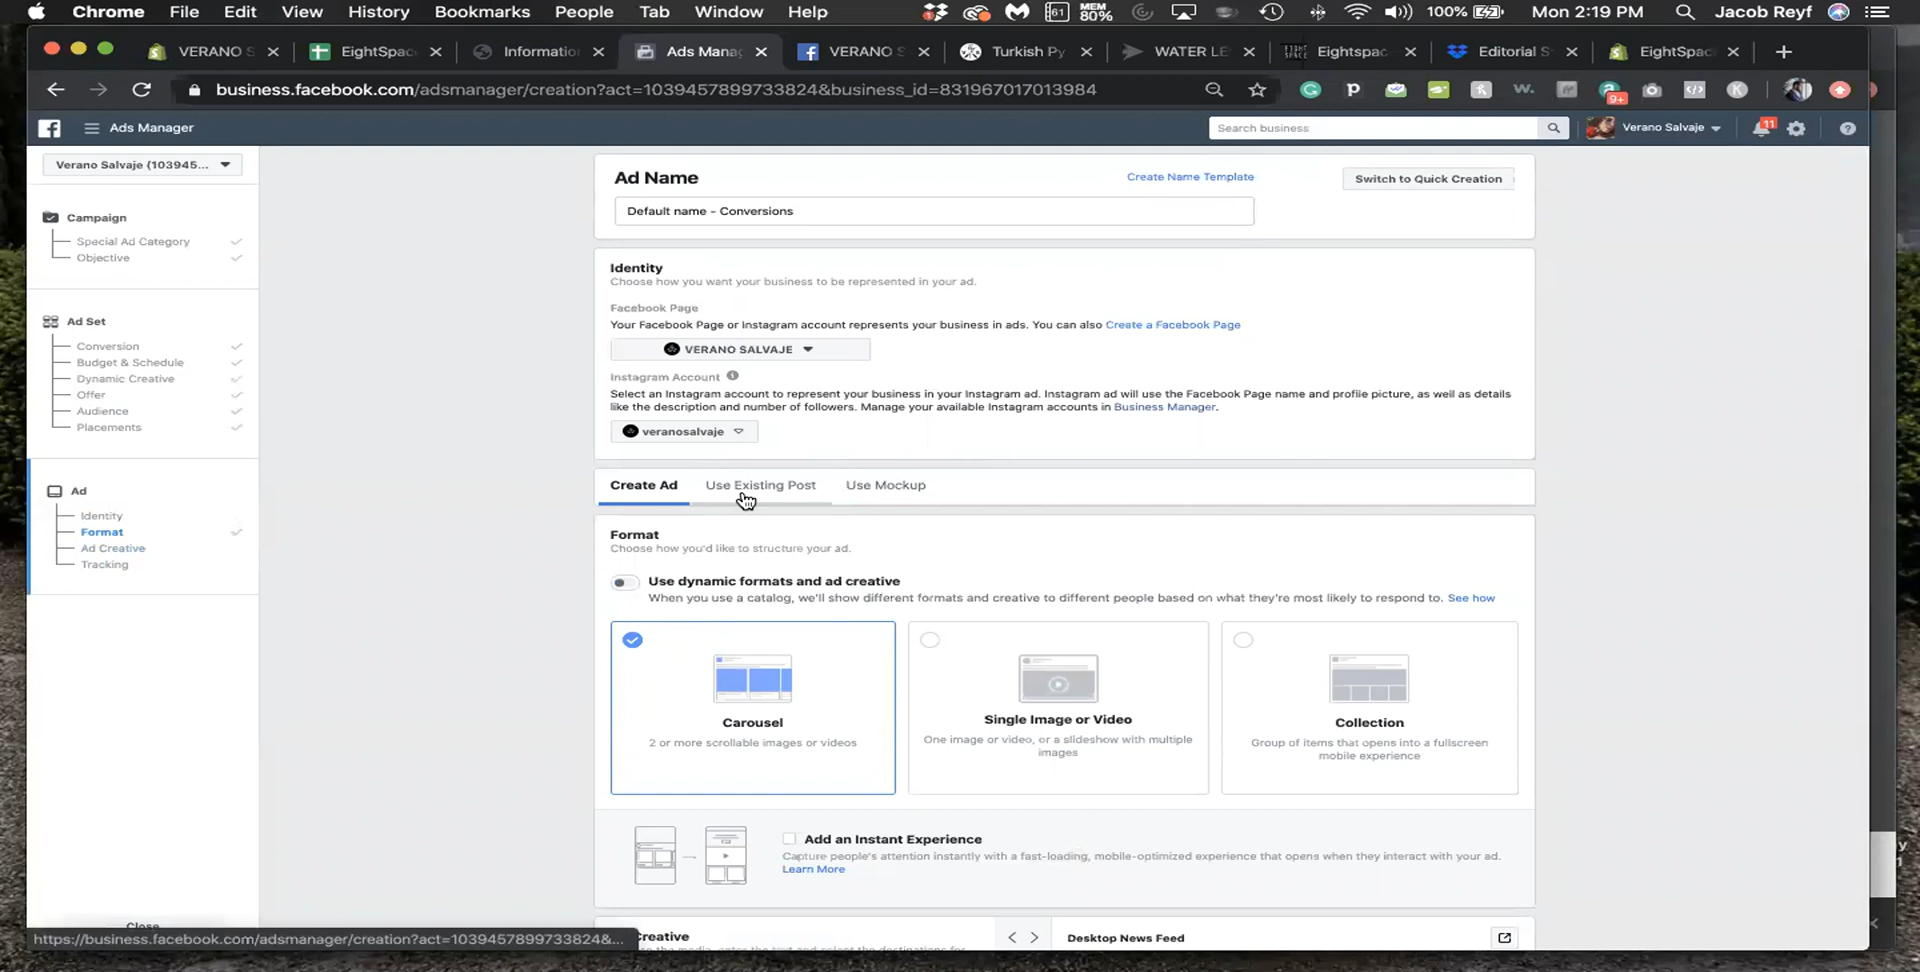 Chrome File Edit View History Bookmarks People Tab Window Help 61 MEM 80% 100% Mon 2:19 PM Jacob Reyf
VERANO S EightSpac Informatio Ads Manag VERANO S Turkish Py WATER LE EIGHT SPACE Eightspac Editorial S EightSpac
business.facebook.com/adsmanager/creation?act=1039457899733824&business_id=831967017013984 9+
Ads Manager Search business Verano Salvaje 11
Verano Salvaje (103945...
Campaign
Special Ad Category
Objective
Ad Set
Conversion
Budget & Schedule
Dynamic Creative
Offer
Audience
Placements
Ad
Identity
Format
Ad Creative
Tracking
Close
https://business.facebook.com/adsmanager/creation?act=1039457899733824&...
Ad Name Create Name Template Switch to Quick Creation
Default name - Conversions
Identity
Choose how you want your business to be represented in your ad.
Facebook Page
Your Facebook Page or Instagram account represents your business in ads. You can also Create a Facebook Page
VERANO SALVAJE
Instagram Account
Select an Instagram account to represent your business in your Instagram ad. Instagram ad will use the Facebook Page name and profile picture, as well as details
like the description and number of followers. Manage your available Instagram accounts in Business Manager.
veranosalvaje
Create Ad Use Existing Post Use Mockup
Format
Choose how you'd like to structure your ad.
Use dynamic formats and ad creative
When you use a catalog, we'll show different formats and creative to different people based on what they're most likely to respond to. See how
Carousel
2 or more scrollable images or videos
Single Image or Video
One image or video, or a slideshow with multiple
images
Collection
Group of items that opens into a fullscreen
mobile experience
Add an Instant Experience
Capture people's attention instantly with a fast-loading, mobile-optimized experience that opens when they interact with your ad.
Learn More
Creative
Desktop News Feed